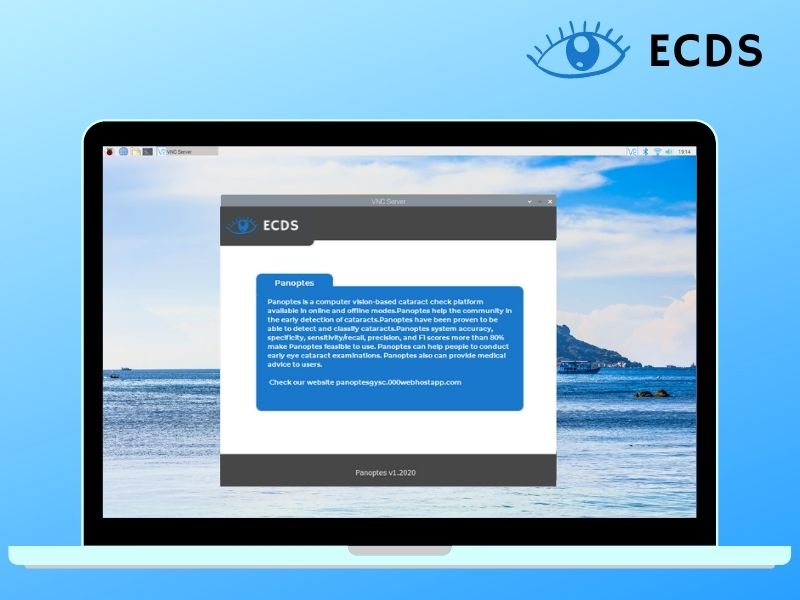 ECDS
VNC Server
19:14
VNC Server
ECDS
Panoptes
Panoptes is a computer vision-based cataract check platform
available in online and offline modes.Panoptes help the community in
the early detection of cataracts.Panoptes have been proven to be
able to detect and classify cataracts.Panoptes system accuracy,
specificity, sensitivity/recall, precision, and F1 scores more than 80%
make Panoptes feasible to use. Panoptes can help people to conduct
early eye cataract examinations. Panoptes also can provide medical
advice to users.
Check our website panoptesgysc.000webhostapp.com
Panoptes v1.2020